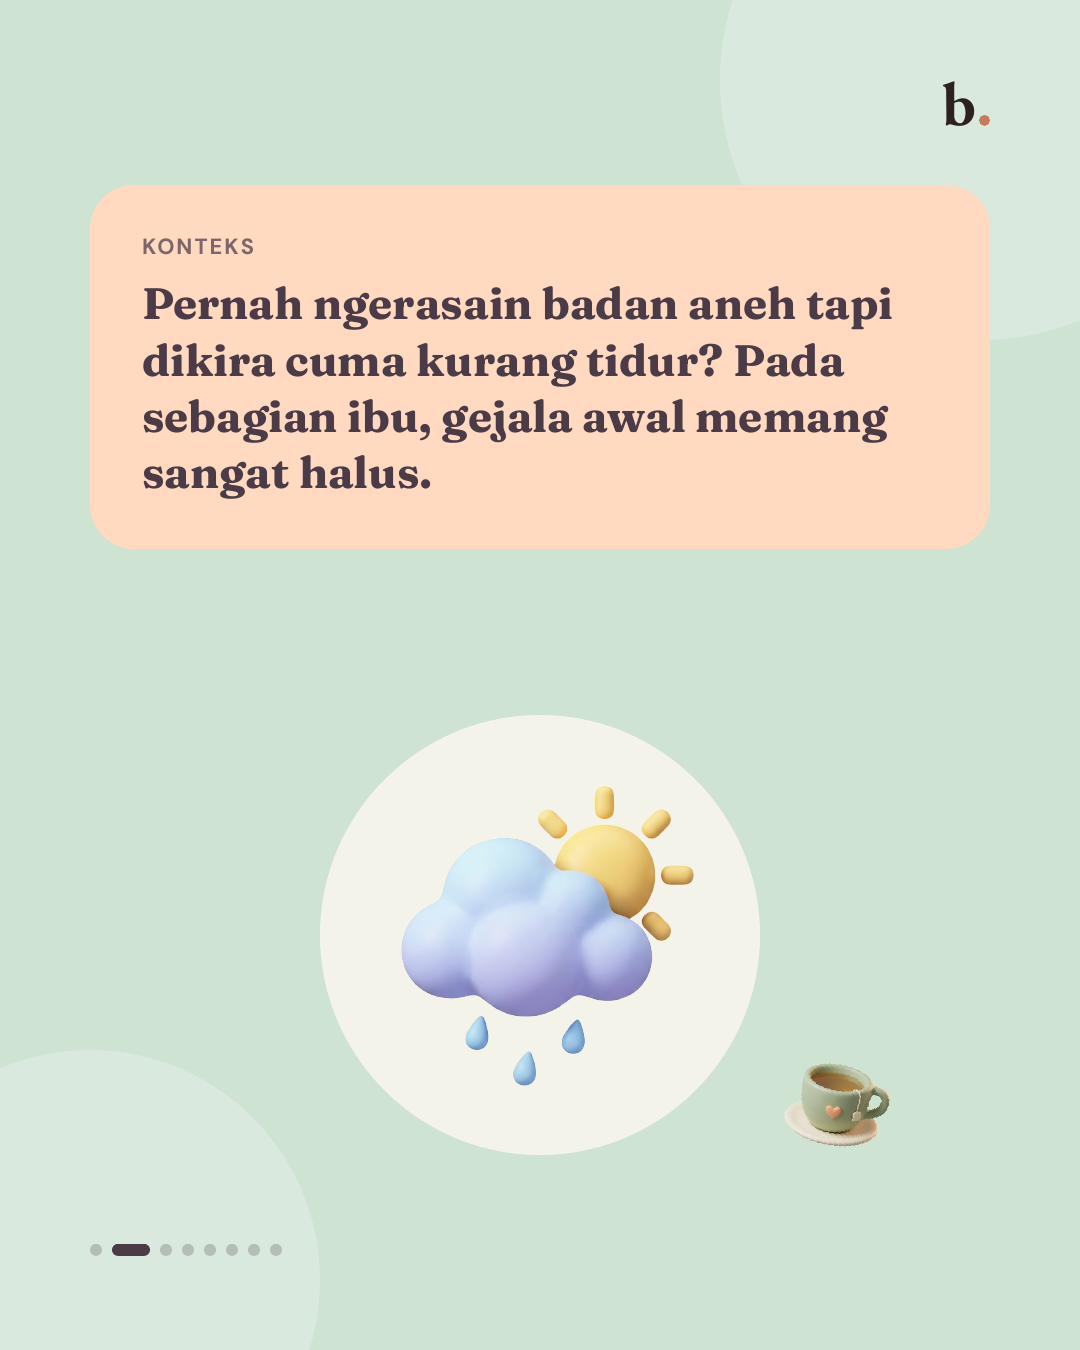 b.
KONTEKS
Pernah ngerasain badan aneh tapi
dikira cuma kurang tidur? Pada
sebagian ibu, gejala awal memang
sangat halus.